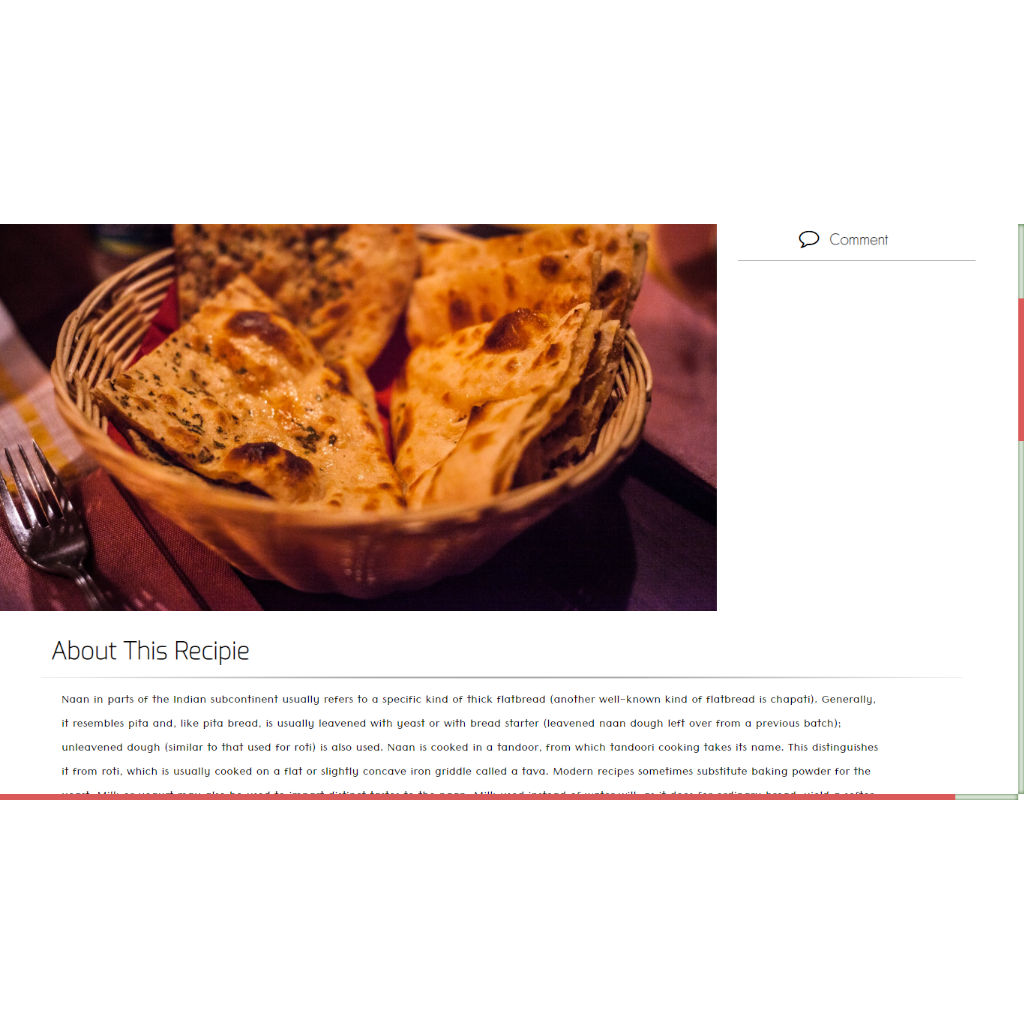 Comment
About This Recipie
Naan in parts of the Indian subcontinent usually refers to a specific kind of thick flatbread (another well-known kind of flatbread is chapati). Generally,
it resembles pita and, like pita bread, is usually leavened with yeast or with bread starter (leavened naan dough left over from a previous batch);
unleavened dough (similar to that used for roti) is also used. Naan is cooked in a tandoor, from which tandoori cooking takes its name. This distinguishes
it from roti, which is usually cooked on a flat or slightly concave iron griddle called a tava. Modern recipes sometimes substitute baking powder for the